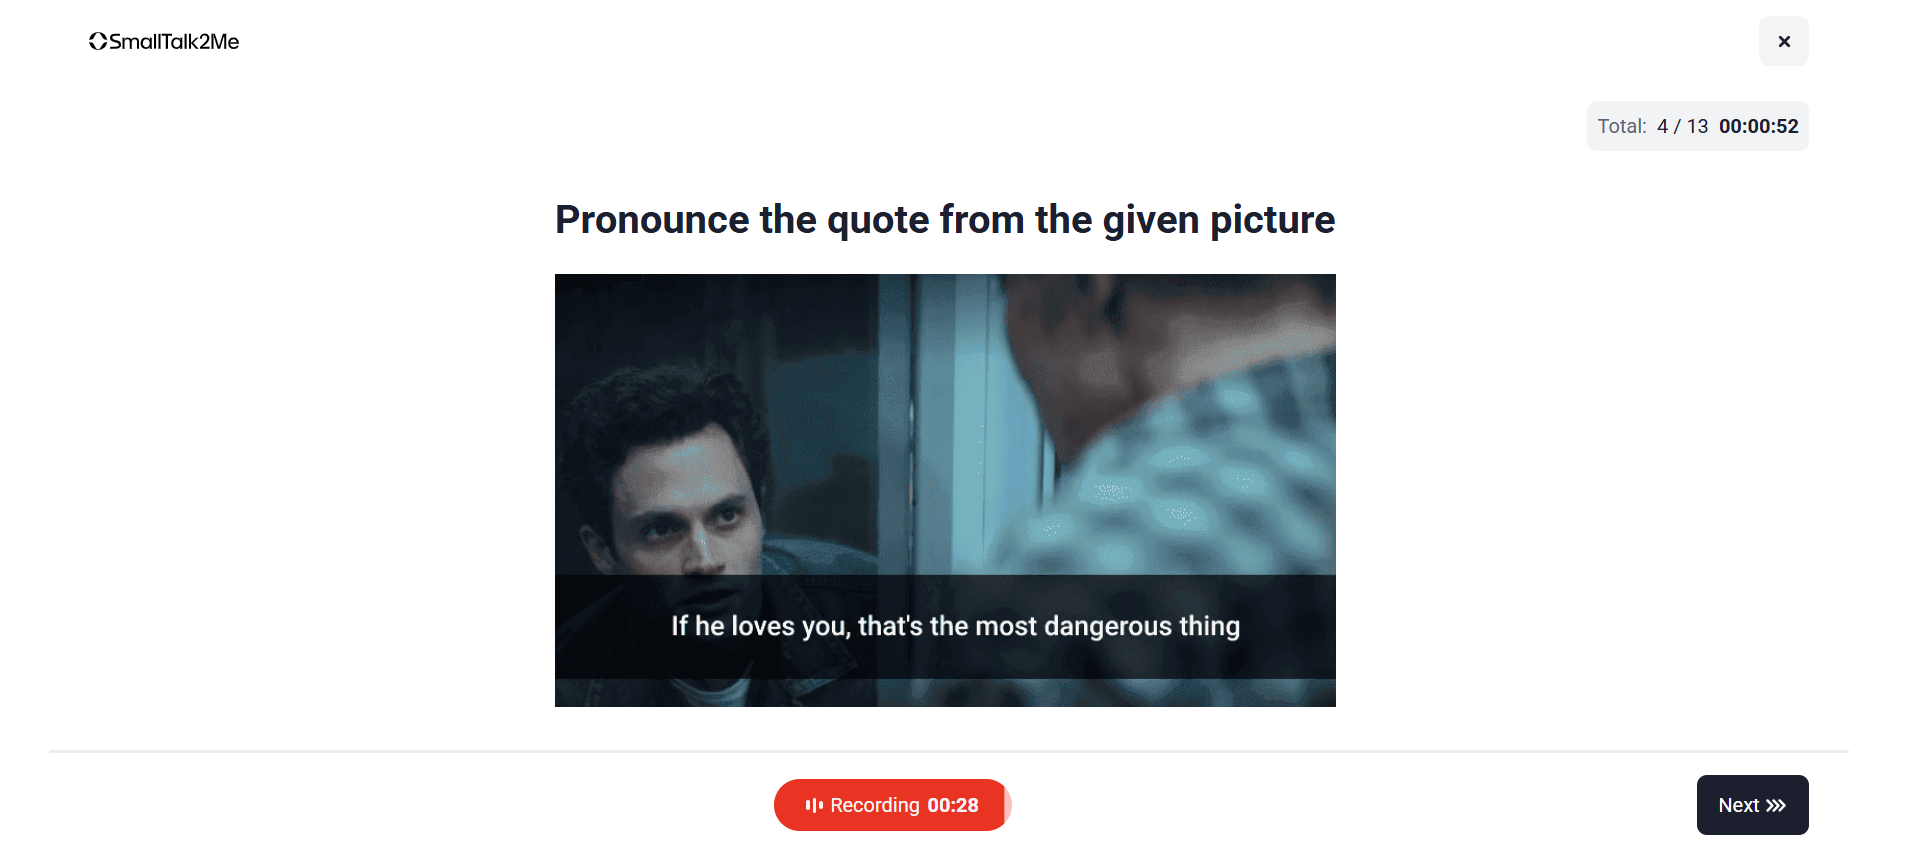 SmallTalk2Me
Total: 4 / 13 00:00:52
Pronounce the quote from the given picture
If he loves you, that's the most dangerous thing
Recording 00:28
Next